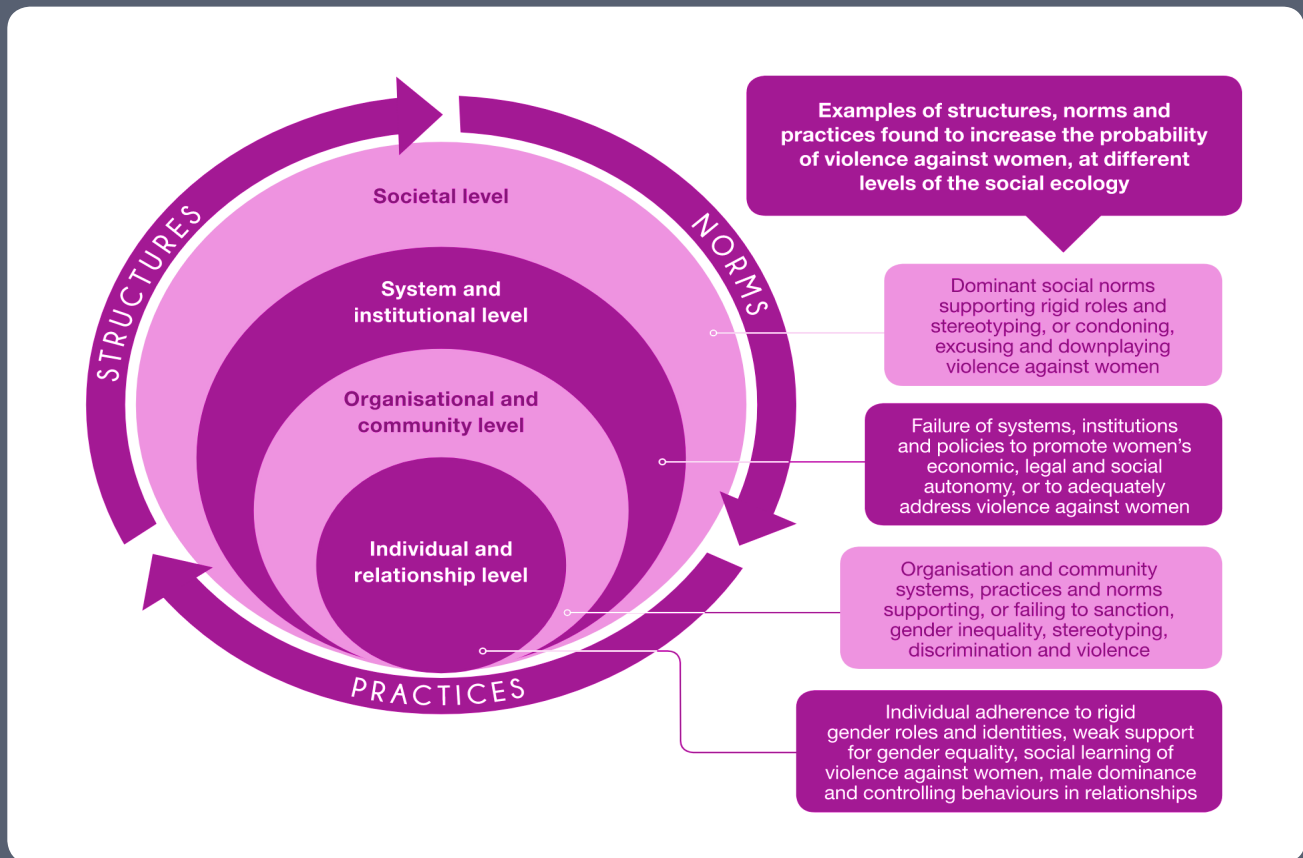 Examples of structures, norms and
practices found to increase the probability
of violence against women, at different
levels of the social ecology
STRUCTURES
NORMS
PRACTICES
Societal level
System and
institutional level
Organisational and
community level
Individual and
relationship level
Dominant social norms
supporting rigid roles and
stereotyping, or condoning,
excusing and downplaying
violence against women
Failure of systems, institutions
and policies to promote women’s
economic, legal and social
autonomy, or to adequately
address violence against women
Organisation and community
systems, practices and norms
supporting, or failing to sanction,
gender inequality, stereotyping,
discrimination and violence
Individual adherence to rigid
gender roles and identities, weak support
for gender equality, social learning of
violence against women, male dominance
and controlling behaviours in relationships